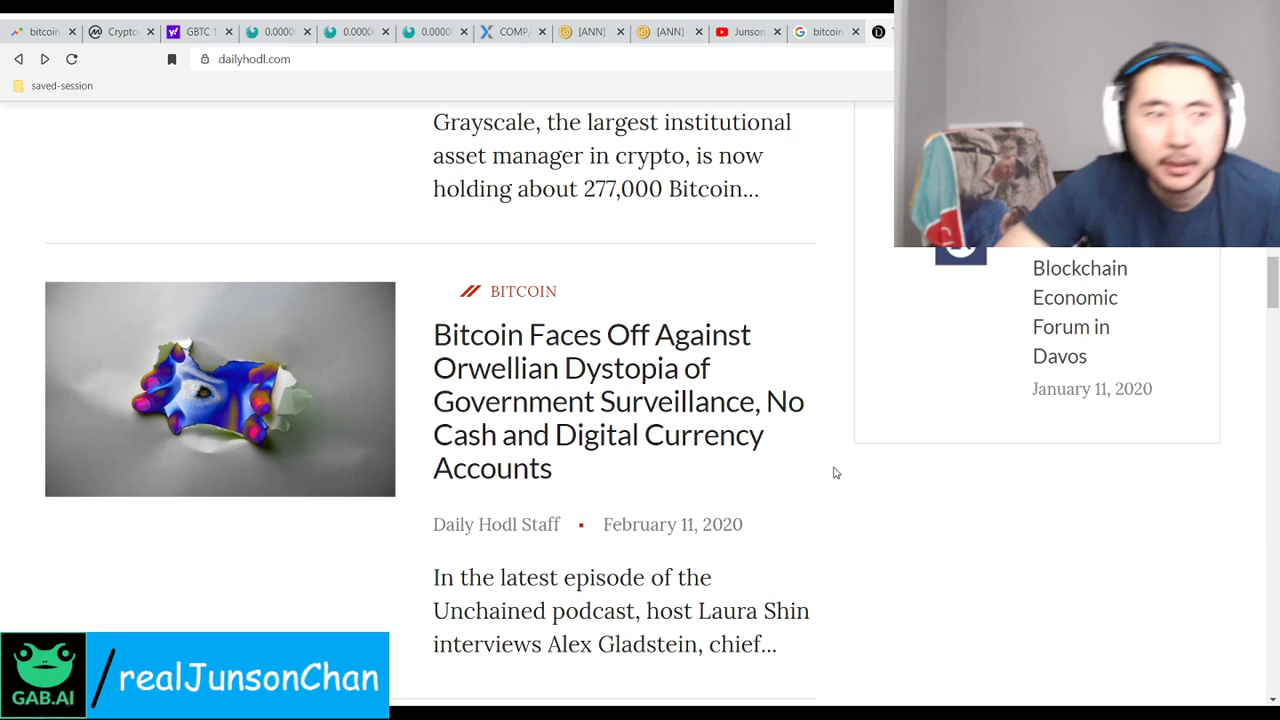 bitcoin
Crypto
TBTC 1
0.0000
0.0000
0.0000
COMP
[ANN]
[ANN]
Junson
bitcoin
dailyhodl.com
saved-session
Grayscale, the largest institutional
asset manager in crypto, is now
holding about 277,000 Bitcoin...
BITCOIN
Bitcoin Faces Off Against
Orwellian Dystopia of
Government Surveillance, No
Cash and Digital Currency
Accounts
Daily Hodl Staff ▪ February 11, 2020
In the latest episode of the
Unchained podcast, host Laura Shin
interviews Alex Gladstein, chief...
Blockchain
Economic
Forum in
Davos
January 11, 2020
GAB.AI
/realJunsonChan